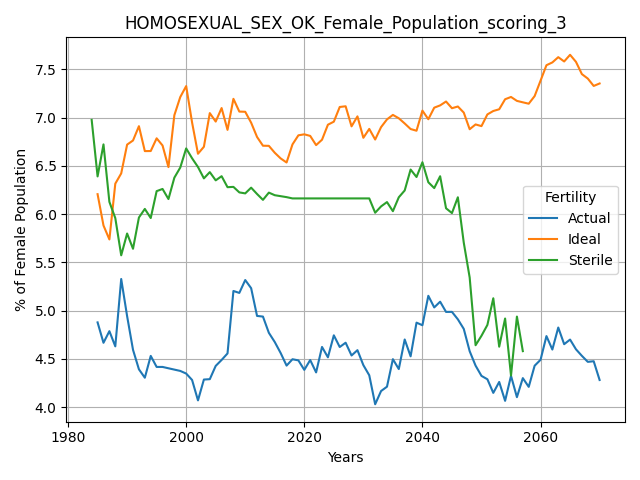 HOMOSEXUAL_SEX_OK_Female_Population_scoring_3
% of Female Population
7.5
7.0
6.5
6.0
5.5
5.0
4.5
4.0
Fertility
Actual
Ideal
Sterile
1980
2000
2020
2040
2060
Years